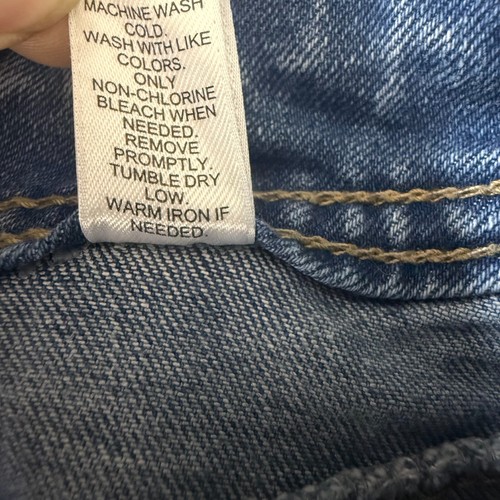 MACHINE WASH
COLD.
WASH WITH LIKE
COLORS.
ONLY
NON-CHLORINE
BLEACH WHEN
NEEDED.
REMOVE
PROMPTLY.
TUMBLE DRY
LOW.
WARM IRON IF
NEEDED.